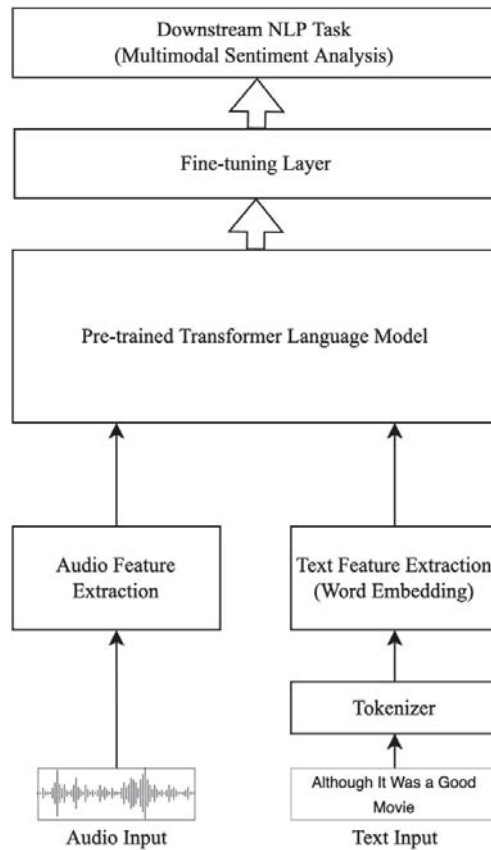 Downstream NLP Task
(Multimodal Sentiment Analysis)
Fine-tuning Layer
Pre-trained Transformer Language Model
Audio Feature
Extraction
Text Feature Extraction
(Word Embedding)
Tokenizer
Although It Was a Good
Movie
Audio Input
Text Input